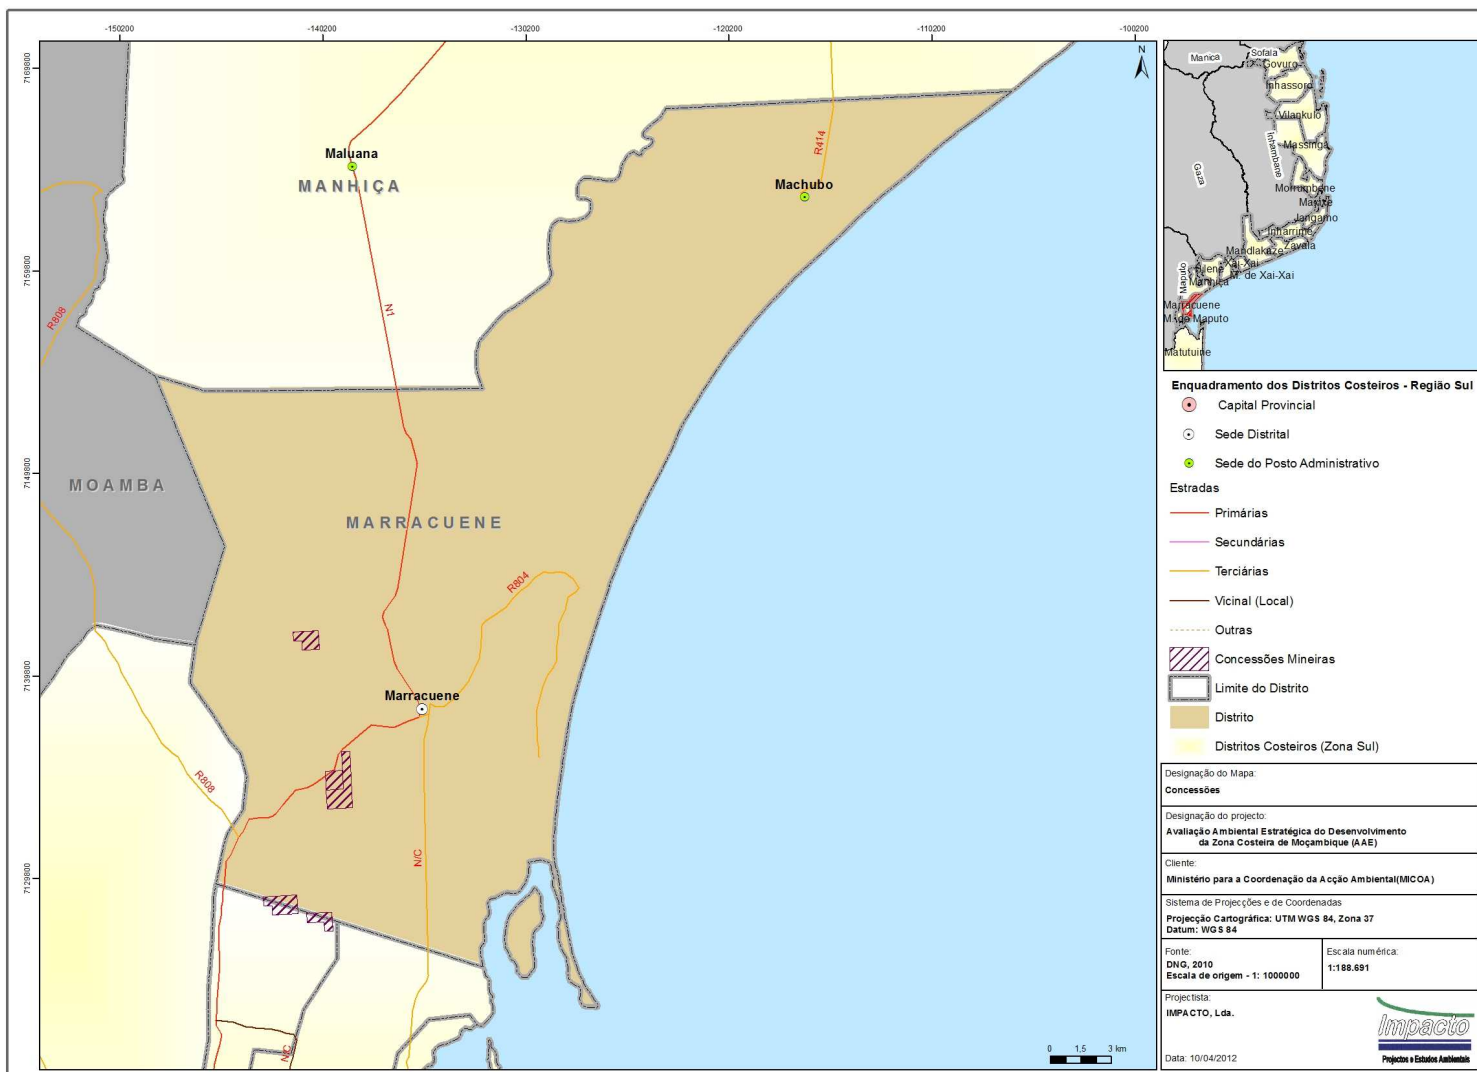 -150200
-140200
-130200
-120200
-110200
-100200
7169800
7159800
7149800
7139800
7129800
N
Maluana
MANHIÇA
R414
Machubo
R808
N1
MOAMBA
MARRACUENE
R804
Marracuene
R808
N/C
N/C
0 1,5 3 km
Manica
Sofala
Govuro
Inhassoro
Vilankulo
Inhambane
Massinga
Gaza
Morrumbene
Jangamo
Inharrime
Zavala
Mandlakaze
Xai-Xai
Bilene
M. de Xai-Xai
Maputo
Manhiça
Marracuene
M. de Maputo
Matutuine
Enquadramento dos Distritos Costeiros - Região Sul
Capital Provincial
Sede Distrital
Sede do Posto Administrativo
Estradas
Primárias
Secundárias
Terciárias
Vicinal (Local)
Outras
Concessões Mineiras
Limite do Distrito
Distrito
Distritos Costeiros (Zona Sul)
Designação do Mapa:
Concessões
Designação do projecto:
Avaliação Ambiental Estratégica do Desenvolvimento
da Zona Costeira de Moçambique (AAE)
Cliente:
Ministério para a Coordenação da Acção Ambiental(MICOA)
Sistema de Projecções e de Coordenadas
Projecção Cartográfica: UTM WGS 84, Zona 37
Datum: WGS 84
Fonte:
DNG, 2010
Escala de origem - 1: 1000000
Escala numérica:
1:188.691
Projectista:
IMPACTO, Lda.
Data: 10/04/2012
Impacto
Projectos e Estudos Ambientais